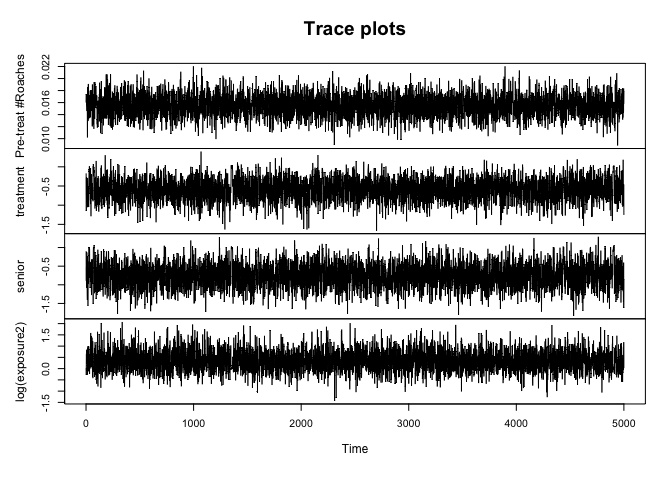 Trace plots
Pre-treat #Roaches
0.022
0.016
0.010
treatment
-0.5
-1.5
senior
-0.5
-1.5
log(exposure2)
1.5
0.0
-1.5
0 1000 2000 3000 4000 5000
Time